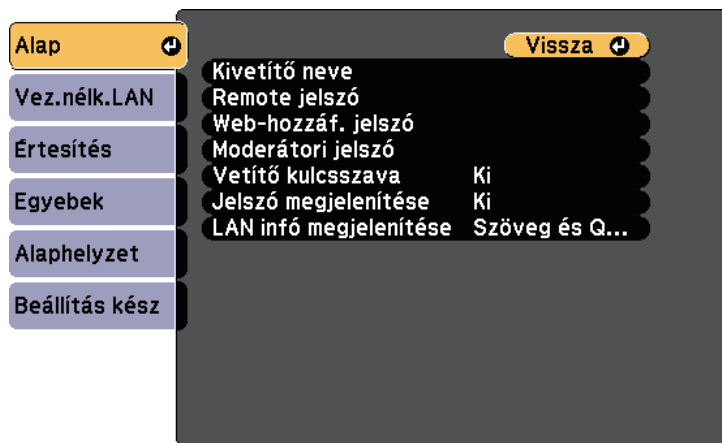 Alap
Vez.nélk.LAN
Értesítés
Egyebek
Alaphelyzet
Beállítás kész
Vissza
Kivetítő neve
Remote jelszó
Web-hozzáf. jelszó
Moderátori jelszó
Vetítő kulcsszava Ki
Jelszó megjelenítése Ki
LAN infó megjelenítése Szöveg és Q...